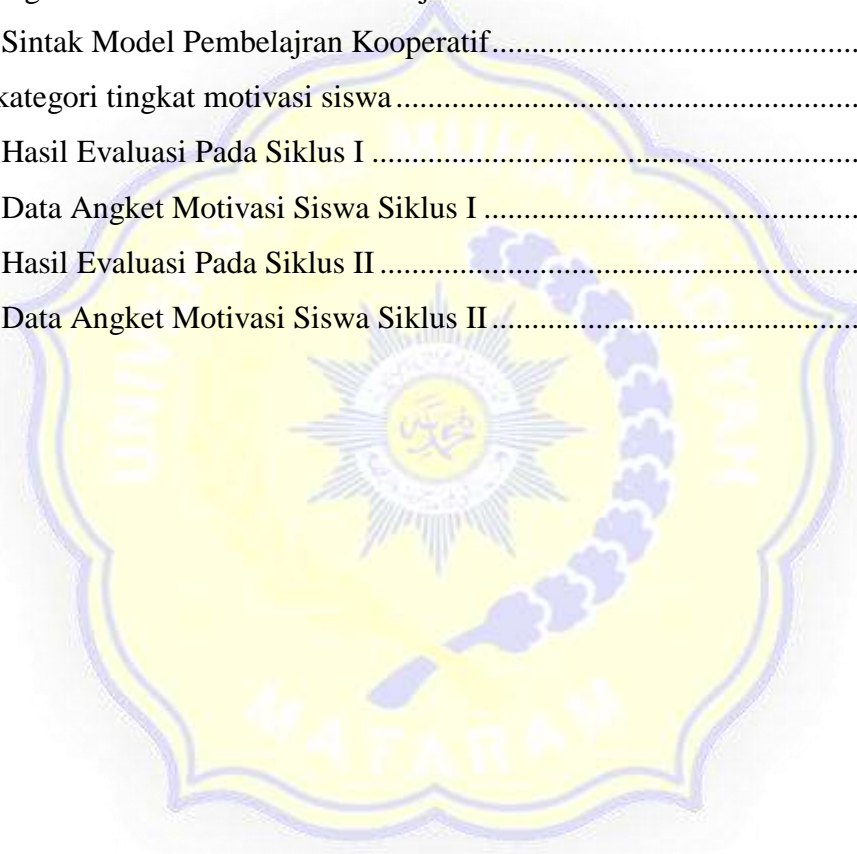 Sintak Model Pembelajran Kooperatif................................................
kategori tingkat motivasi siswa............................................................
Hasil Evaluasi Pada Siklus I ................................................................
Data Angket Motivasi Siswa Siklus I ..................................................
Hasil Evaluasi Pada Siklus II ...............................................................
Data Angket Motivasi Siswa Siklus II.................................................
MUHAMMADIYAH
MATARAM